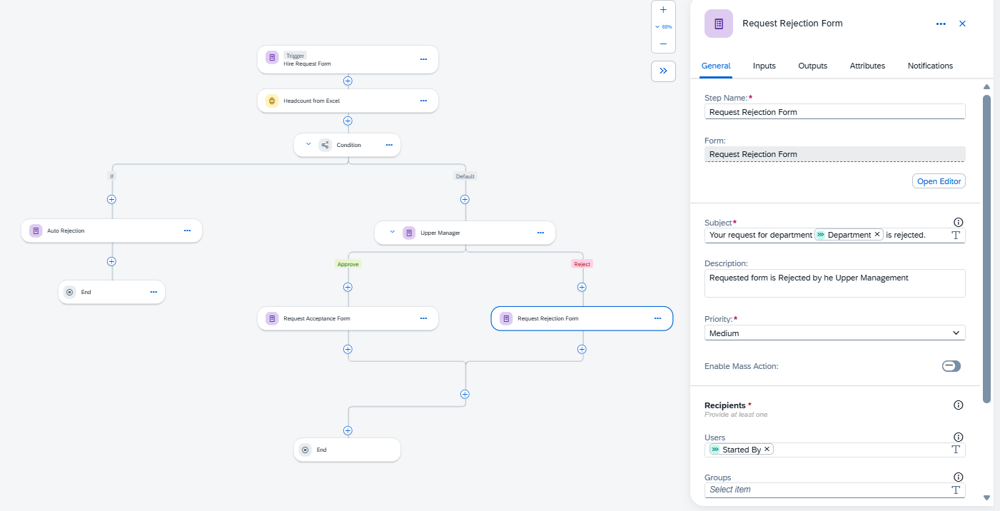 Trigger
Hire Request Form
Headcount from Excel
Condition
If
Default
Auto Rejection
Upper Manager
Approve
Reject
End
Request Acceptance Form
Request Rejection Form
End
69%
Request Rejection Form
General Inputs Outputs Attributes Notifications
Step Name:*
Request Rejection Form
Form:
Request Rejection Form
Open Editor
Subject*
Your request for department Department × is rejected.
Description:
Requested form is Rejected by he Upper Management
Priority:*
Medium
Enable Mass Action:
Recipients *
Provide at least one
Users
Started By ×
Groups
Select item